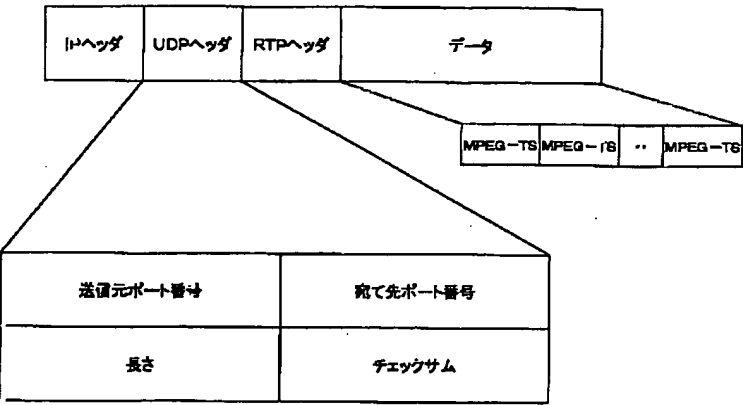 IPヘッダ
UDPヘッダ
RTPヘッダ
データ
MPEG-TS
MPEG-TS
‥
MPEG-TS
送信元ポート番号
宛て先ポート番号
長さ
チェックサム